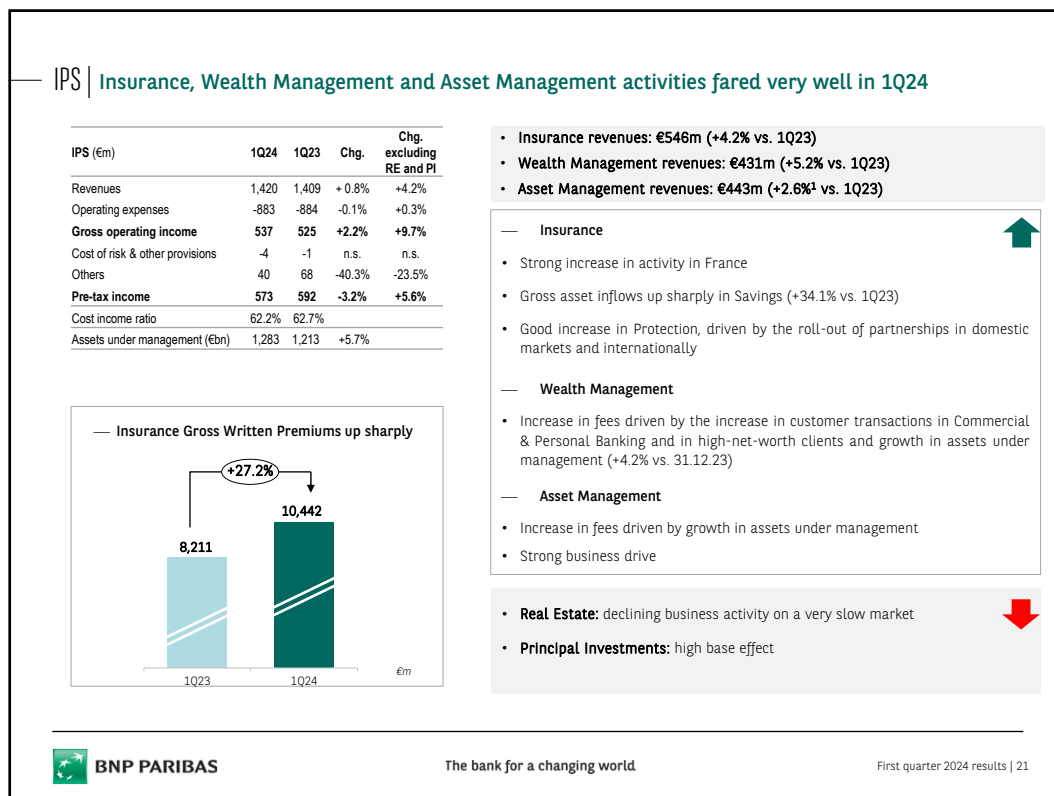 IPS | Insurance, Wealth Management and Asset Management activities fared very well in 1Q24
IPS (€m) 1Q24 1Q23 Chg. Chg. excluding RE and PI
Revenues 1,420 1,409 + 0.8% +4.2%
Operating expenses -883 -884 -0.1% +0.3%
Gross operating income 537 525 +2.2% +9.7%
Cost of risk & other provisions -4 -1 n.s. n.s.
Others 40 68 -40.3% -23.5%
Pre-tax income 573 592 -3.2% +5.6%
Cost income ratio 62.2% 62.7%
Assets under management (€bn) 1,283 1,213 +5.7%
— Insurance Gross Written Premiums up sharply
+27.2%
10,442
8,211
1Q23 1Q24
€m
• Insurance revenues: €546m (+4.2% vs. 1Q23)
• Wealth Management revenues: €431m (+5.2% vs. 1Q23)
• Asset Management revenues: €443m (+2.6%¹ vs. 1Q23)
— Insurance
• Strong increase in activity in France
• Gross asset inflows up sharply in Savings (+34.1% vs. 1Q23)
• Good increase in Protection, driven by the roll-out of partnerships in domestic
markets and internationally
— Wealth Management
• Increase in fees driven by the increase in customer transactions in Commercial
& Personal Banking and in high-net-worth clients and growth in assets under
management (+4.2% vs. 31.12.23)
— Asset Management
• Increase in fees driven by growth in assets under management
• Strong business drive
• Real Estate: declining business activity on a very slow market
• Principal Investments: high base effect
BNP PARIBAS
The bank for a changing world
First quarter 2024 results | 21